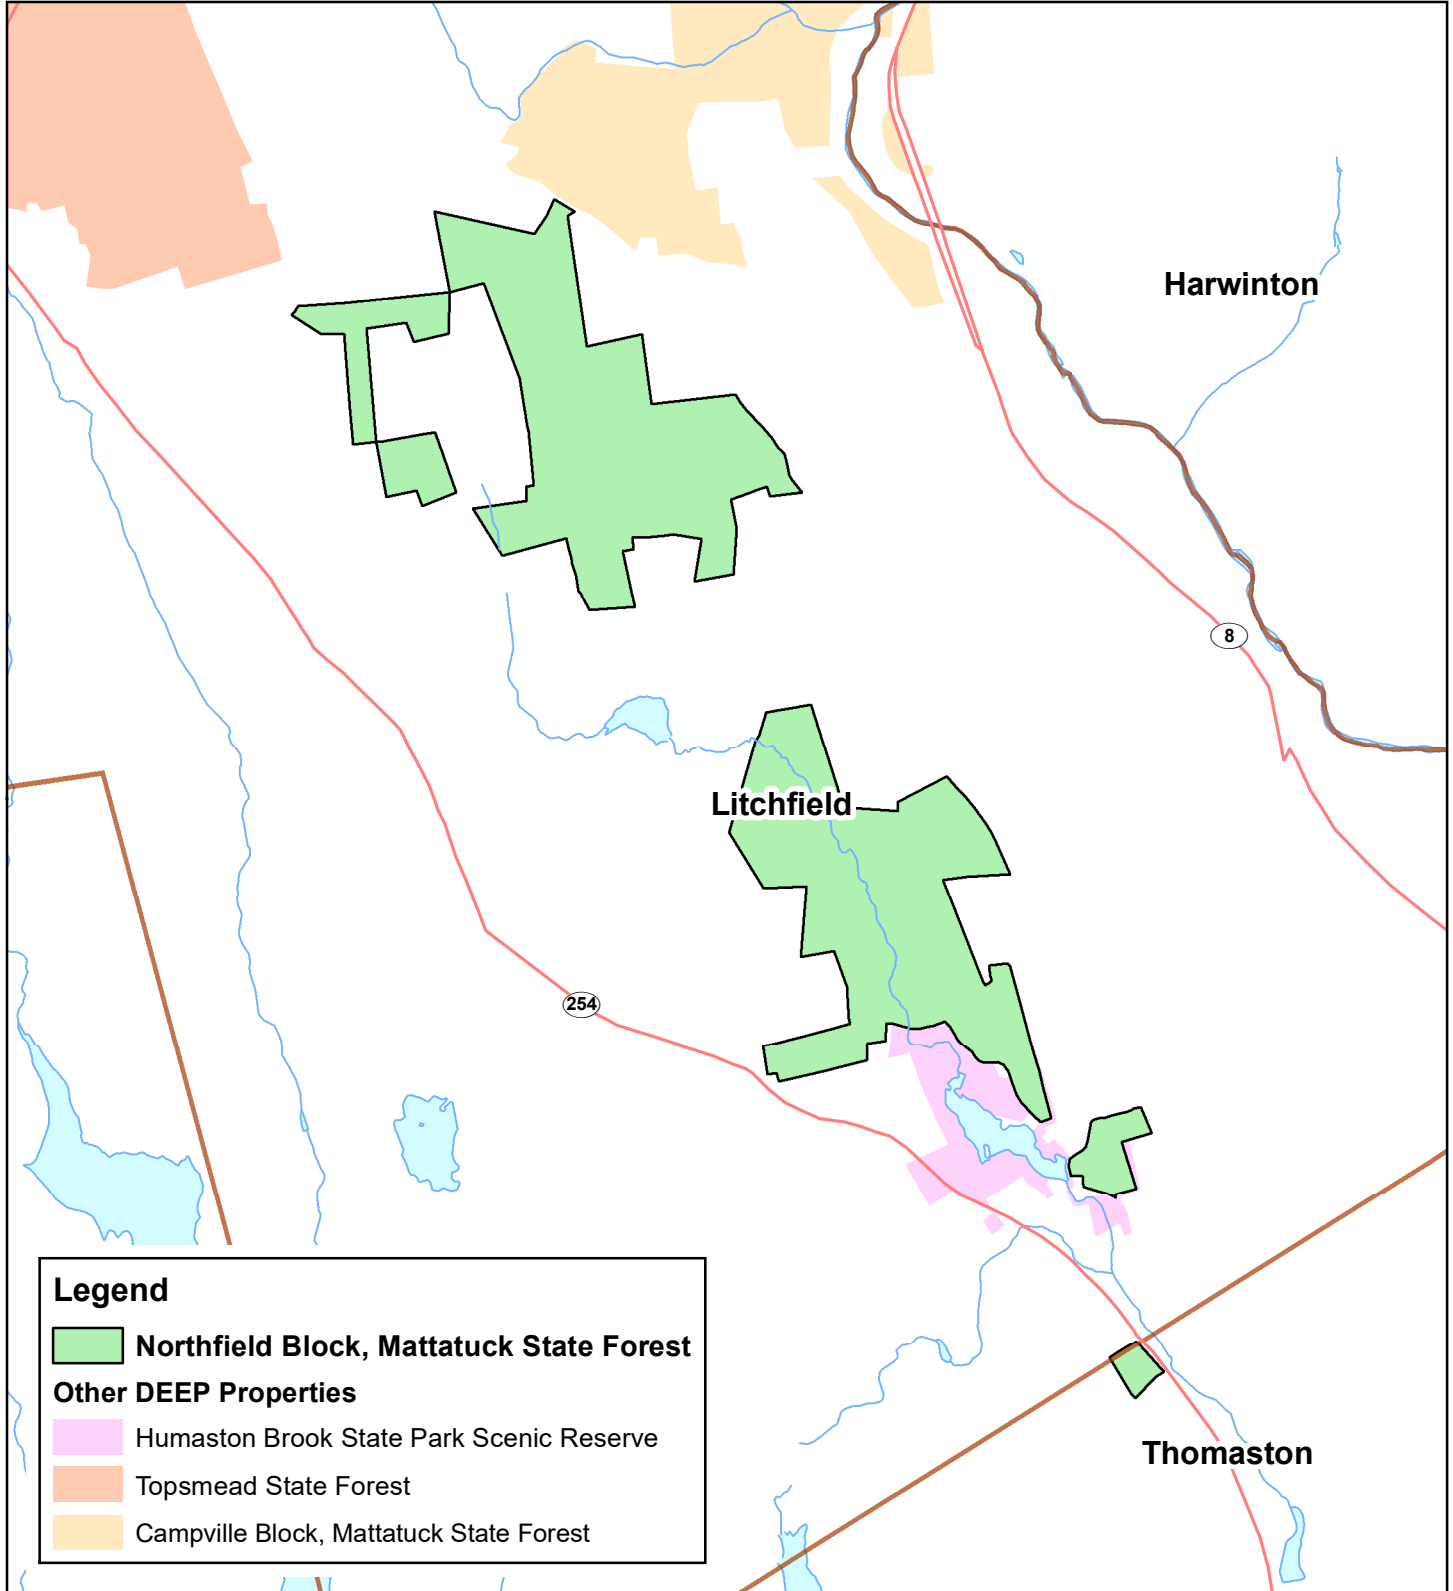 Harwinton
8
Litchfield
254
Legend
Northfield Block, Mattatuck State Forest
Other DEEP Properties
Humaston Brook State Park Scenic Reserve
Topsmead State Forest
Campville Block, Mattatuck State Forest
Thomaston